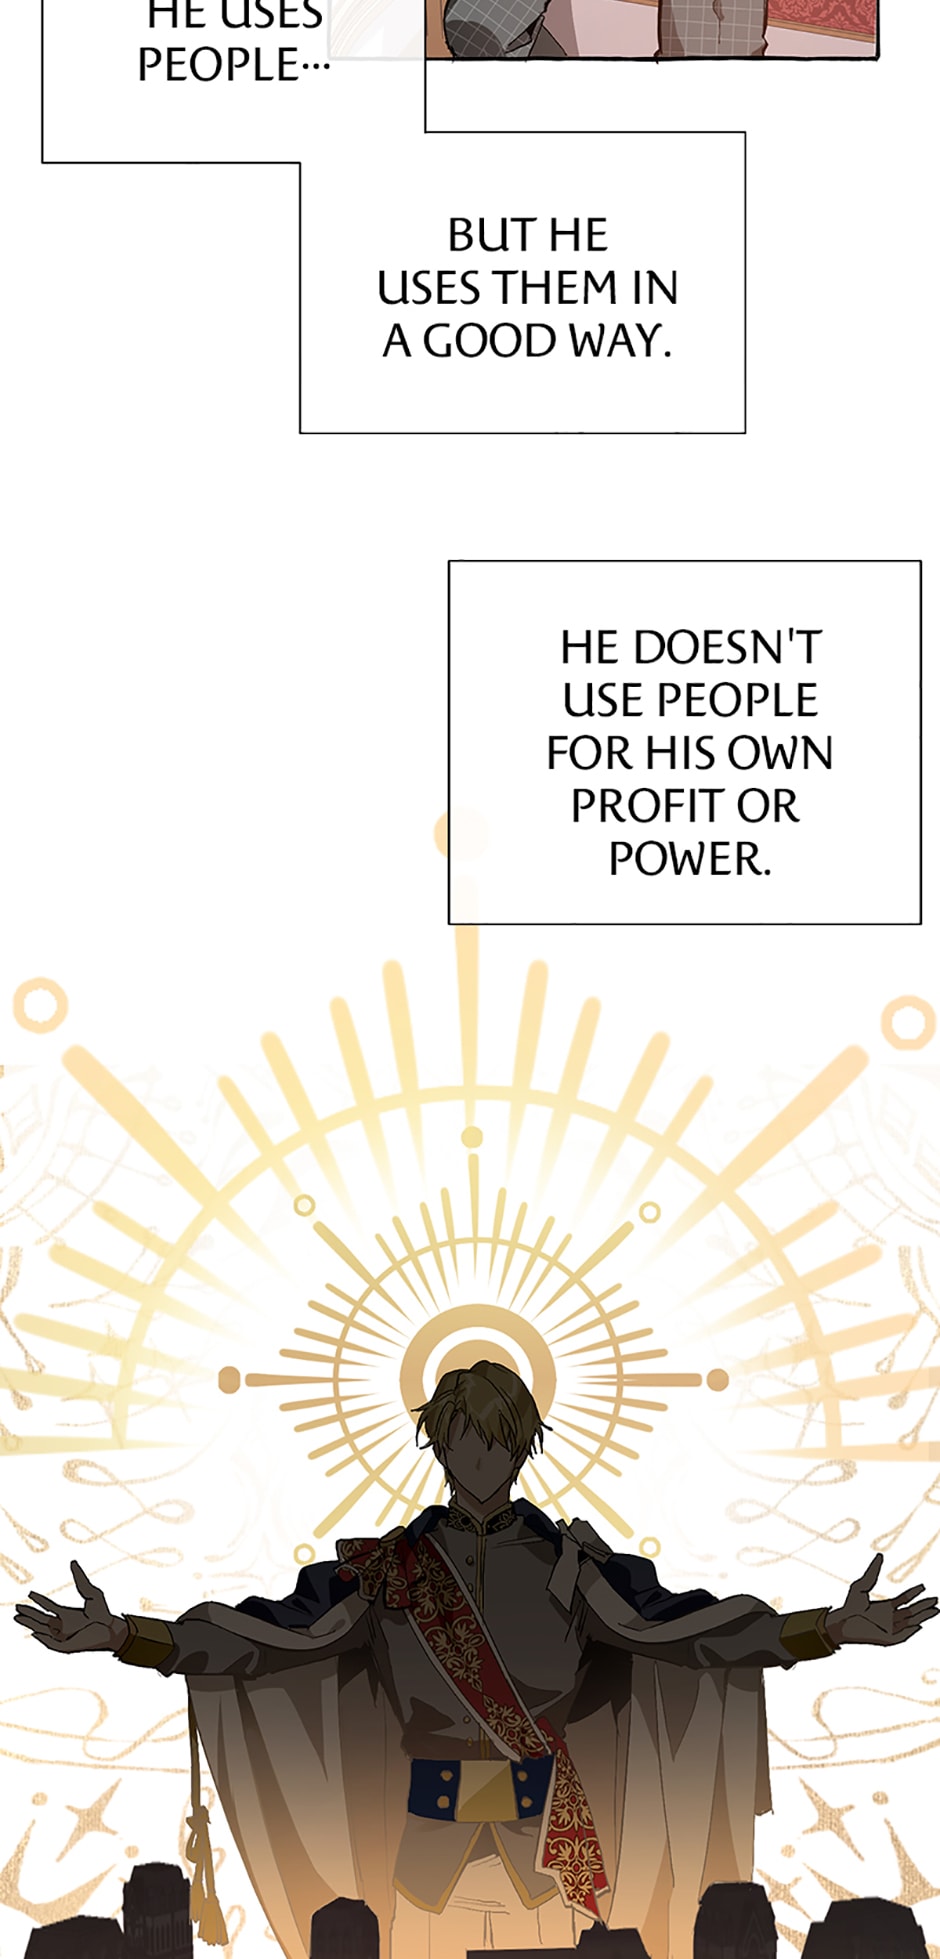 HE USES
PEOPLE...
BUT HE
USES THEM IN
A GOOD WAY.
HE DOESN'T
USE PEOPLE
FOR HIS OWN
PROFIT OR
POWER.